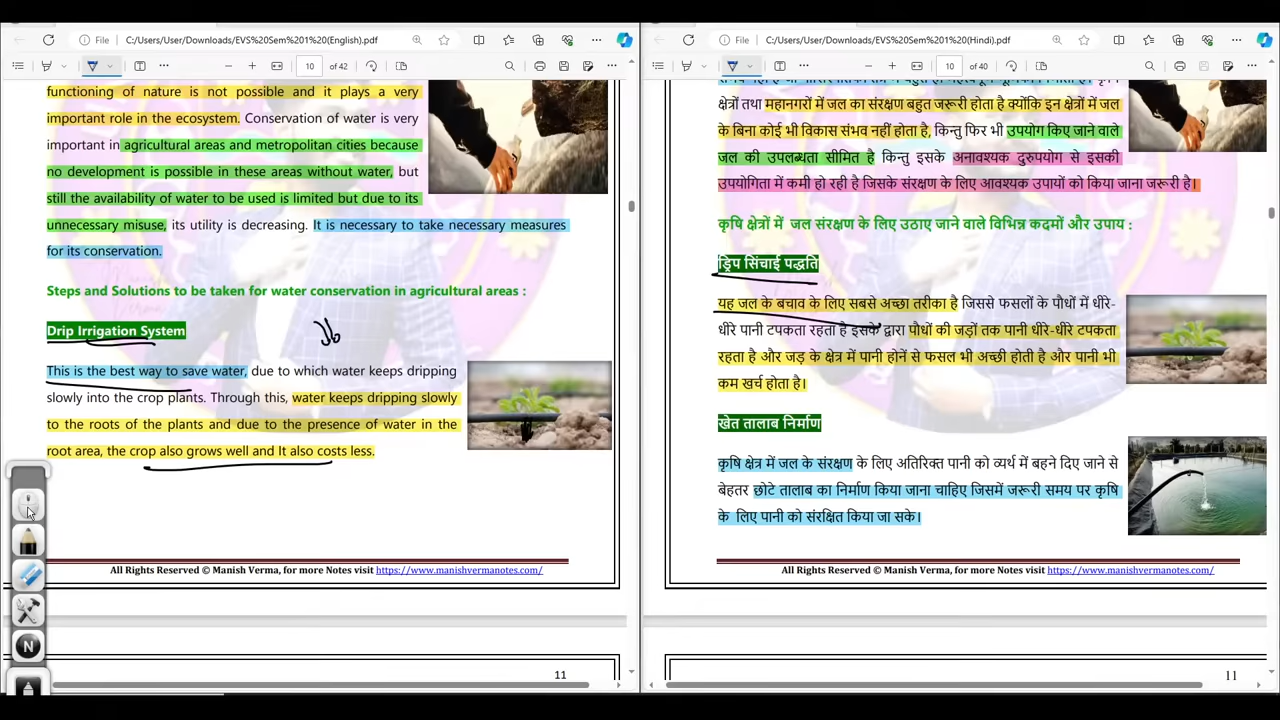 File C:/Users/User/Downloads/EVS%20Sem%201%20(English).pdf
10 of 42
functioning of nature is not possible and it plays a very
important role in the ecosystem. Conservation of water is very
important in agricultural areas and metropolitan cities because
no development is possible in these areas without water, but
still the availability of water to be used is limited but due to its
unnecessary misuse, its utility is decreasing. It is necessary to take necessary measures
for its conservation.
Steps and Solutions to be taken for water conservation in agricultural areas :
Drip Irrigation System
This is the best way to save water, due to which water keeps dripping
slowly into the crop plants. Through this, water keeps dripping slowly
to the roots of the plants and due to the presence of water in the
root area, the crop also grows well and It also costs less.
All Rights Reserved © Manish Verma, for more Notes visit https://www.manishvermanotes.com/
11
N
File C:/Users/User/Downloads/EVS%20Sem%201%20(Hindi).pdf
10 of 40
क्षेत्रों तथा महानगरों में जल का संरक्षण बहुत जरूरी होता है क्योंकि इन क्षेत्रों में जल
के बिना कोई भी विकास संभव नहीं होता है, किन्तु फिर भी उपयोग किए जाने वाले
जल की उपलब्धता सीमित है किन्तु इसके अनावश्यक दुरुपयोग से इसकी
उपयोगिता में कमी हो रही है जिसके संरक्षण के लिए आवश्यक उपायों को किया जाना जरूरी है।
कृषि क्षेत्रों में जल संरक्षण के लिए उठाए जाने वाले विभिन्न कदमों और उपाय :
ड्रिप सिंचाई पद्धति
यह जल के बचाव के लिए सबसे अच्छा तरीका है जिससे फसलों के पौधों में धीरे-
धीरे पानी टपकता रहता है इसके द्वारा पौधों की जड़ों तक पानी धीरे-धीरे टपकता
रहता है और जड़ के क्षेत्र में पानी होनें से फसल भी अच्छी होती है और पानी भी
कम खर्च होता है।
खेत तालाब निर्माण
कृषि क्षेत्र में जल के संरक्षण के लिए अतिरिक्त पानी को व्यर्थ में बहने दिए जाने से
बेहतर छोटे तालाब का निर्माण किया जाना चाहिए जिसमें जरूरी समय पर कृषि
के लिए पानी को संरक्षित किया जा सके।
All Rights Reserved © Manish Verma, for more Notes visit https://www.manishvermanotes.com/
11